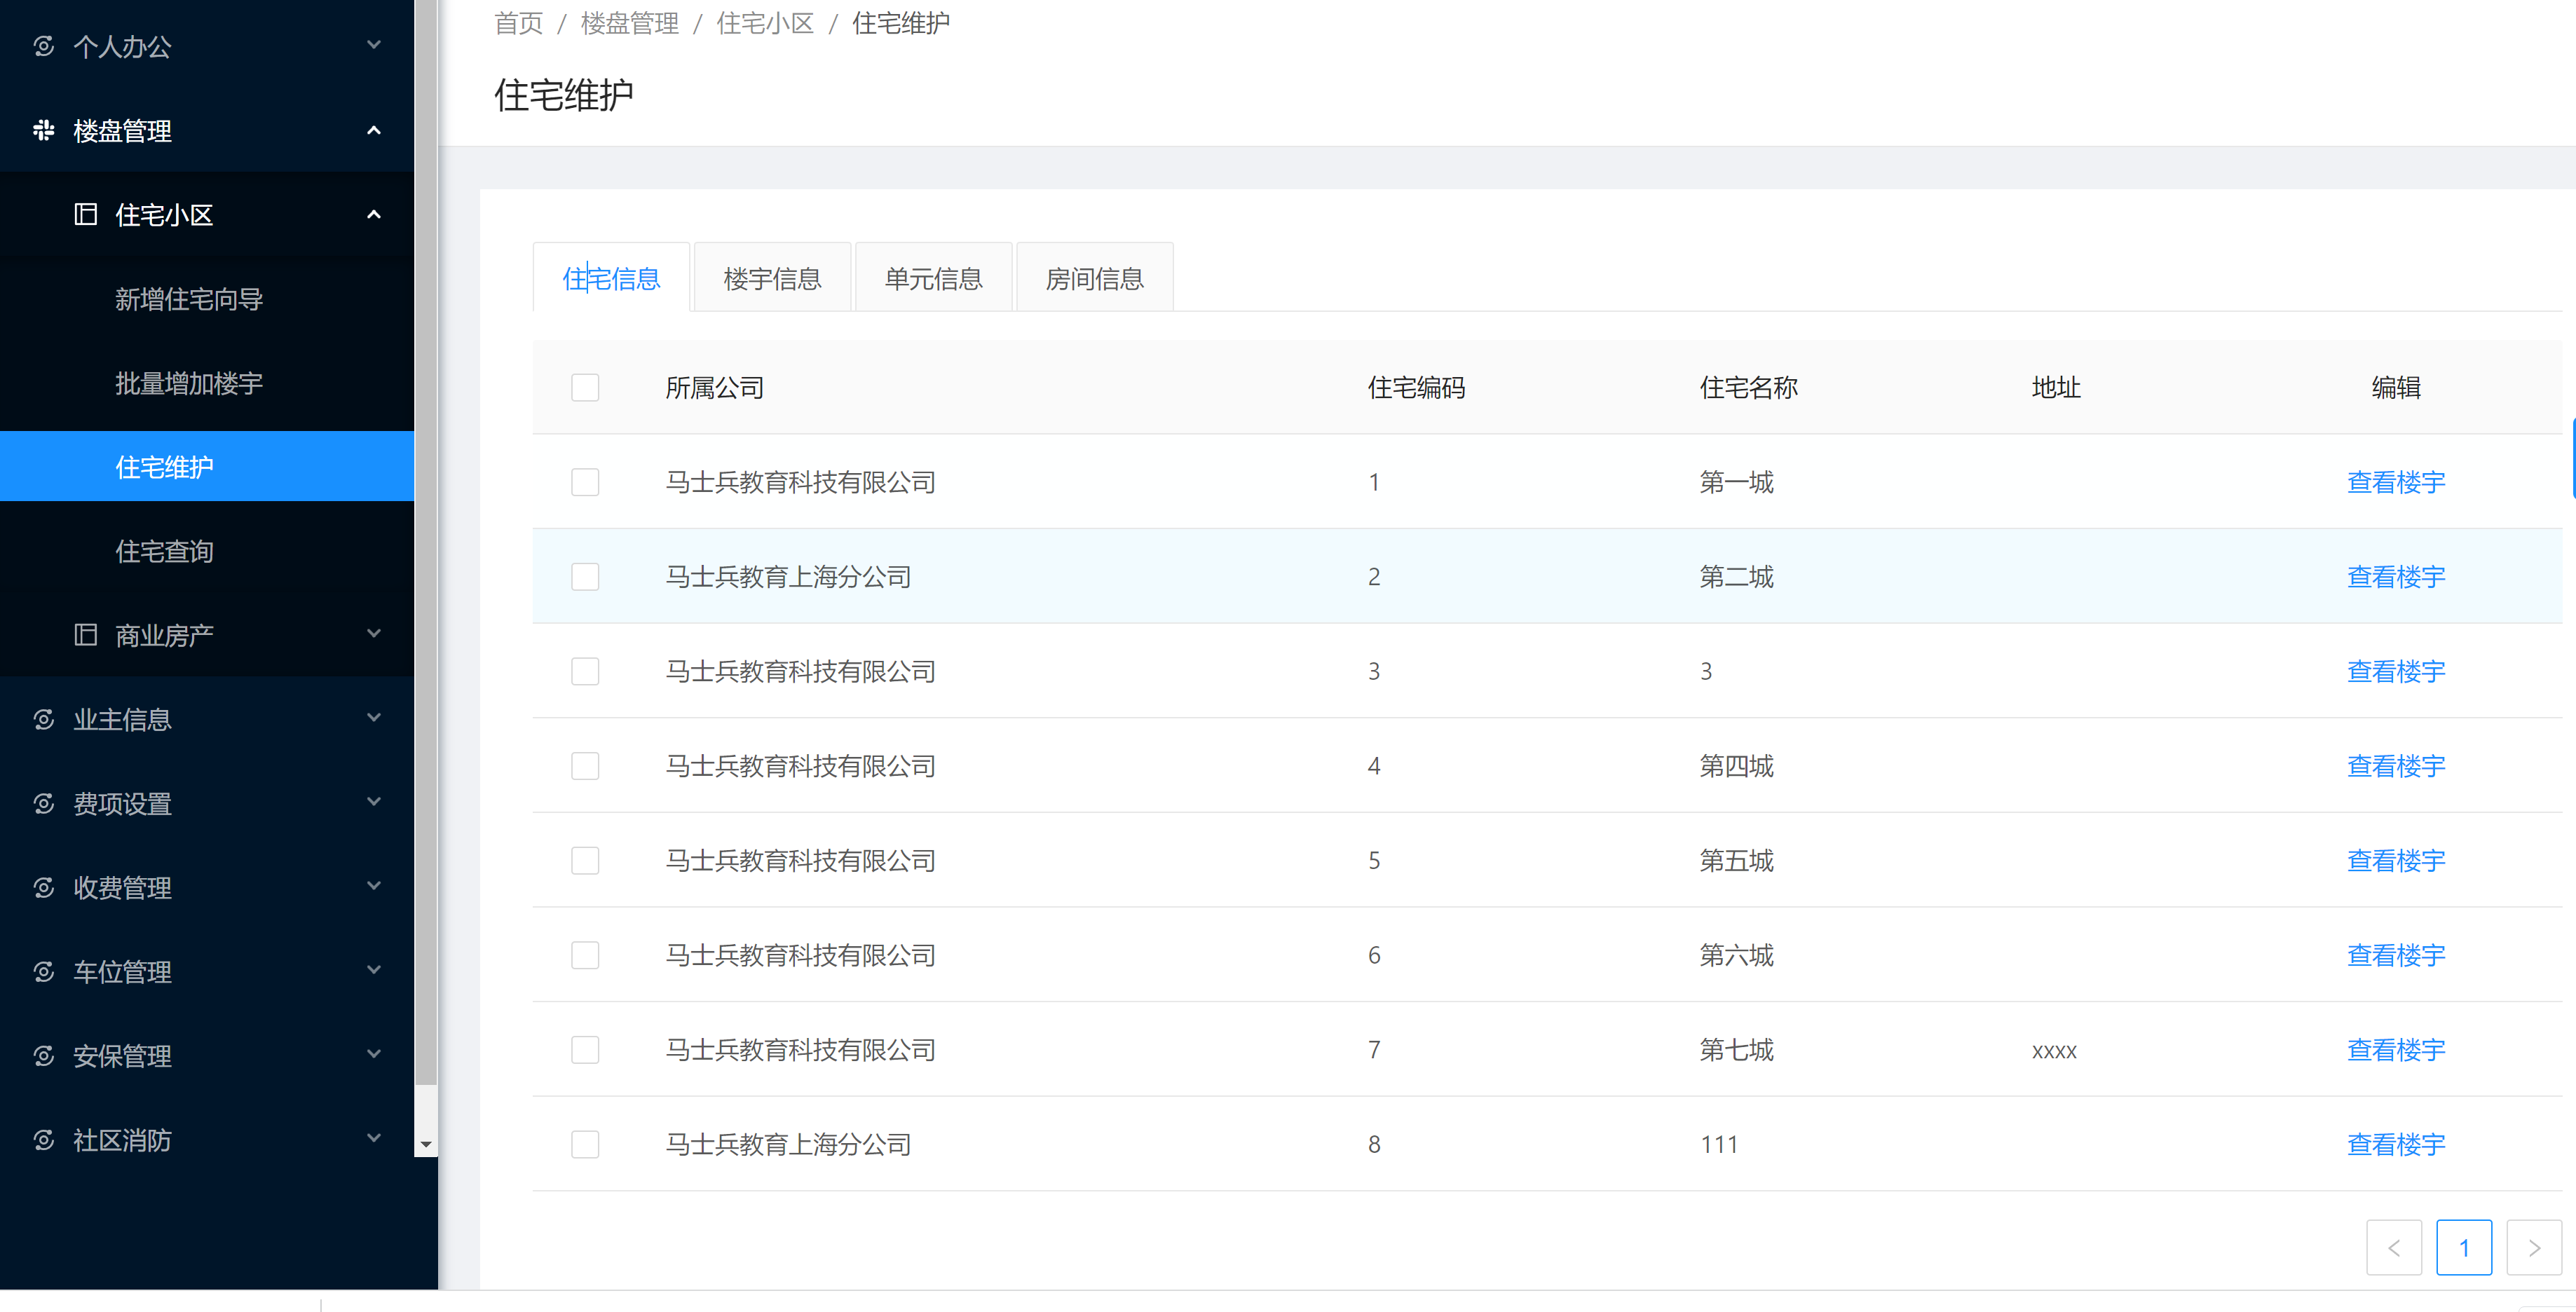 个人办公
楼盘管理
住宅小区
新增住宅向导
批量增加楼宇
住宅维护
住宅查询
商业房产
业主信息
费项设置
收费管理
车位管理
安保管理
社区消防
首页 / 楼盘管理 / 住宅小区 / 住宅维护
住宅维护
住宅信息 楼宇信息 单元信息 房间信息
所属公司 住宅编码 住宅名称 地址 编辑
马士兵教育科技有限公司 1 第一城 查看楼宇
马士兵教育上海分公司 2 第二城 查看楼宇
马士兵教育科技有限公司 3 3 查看楼宇
马士兵教育科技有限公司 4 第四城 查看楼宇
马士兵教育科技有限公司 5 第五城 查看楼宇
马士兵教育科技有限公司 6 第六城 查看楼宇
马士兵教育科技有限公司 7 第七城 xxxx 查看楼宇
马士兵教育上海分公司 8 111 查看楼宇
< 1 >